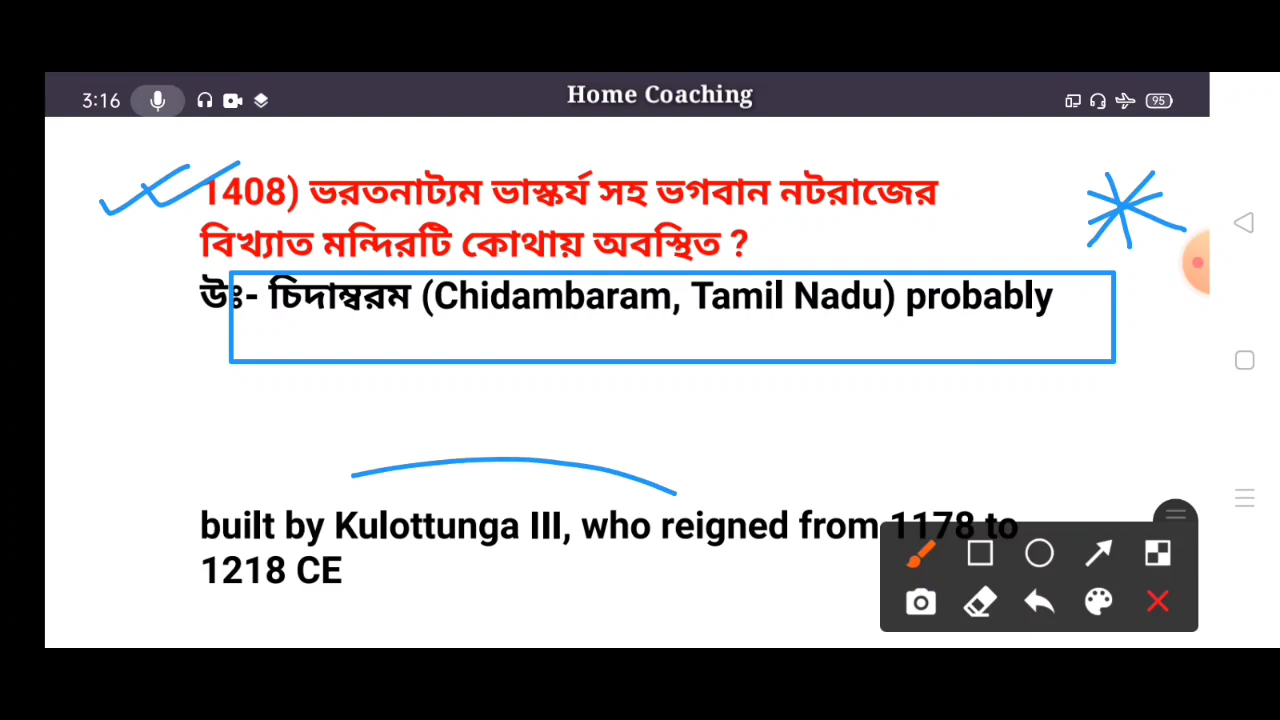 3:16
Home Coaching
95
1408) ভরতনাট্যম ভাস্কর্য সহ ভগবান নটরাজের
বিখ্যাত মন্দিরটি কোথায় অবস্থিত ?
উঃ- চিদাম্বরম (Chidambaram, Tamil Nadu) probably
built by Kulottunga III, who reigned from 1178 to
1218 CE